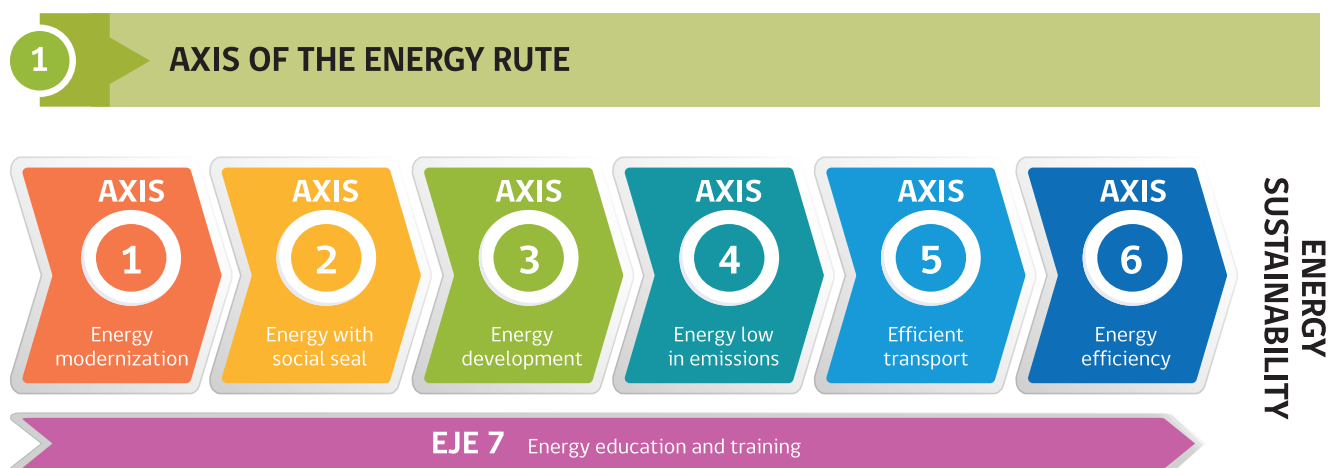 1
AXIS OF THE ENERGY RUTE
AXIS
1
Energy
modernization
AXIS
2
Energy with
social seal
AXIS
3
Energy
development
AXIS
4
Energy low
in emissions
AXIS
5
Efficient
transport
AXIS
6
Energy
efficiency
ENERGY
SUSTAINABILITY
EJE 7 Energy education and training